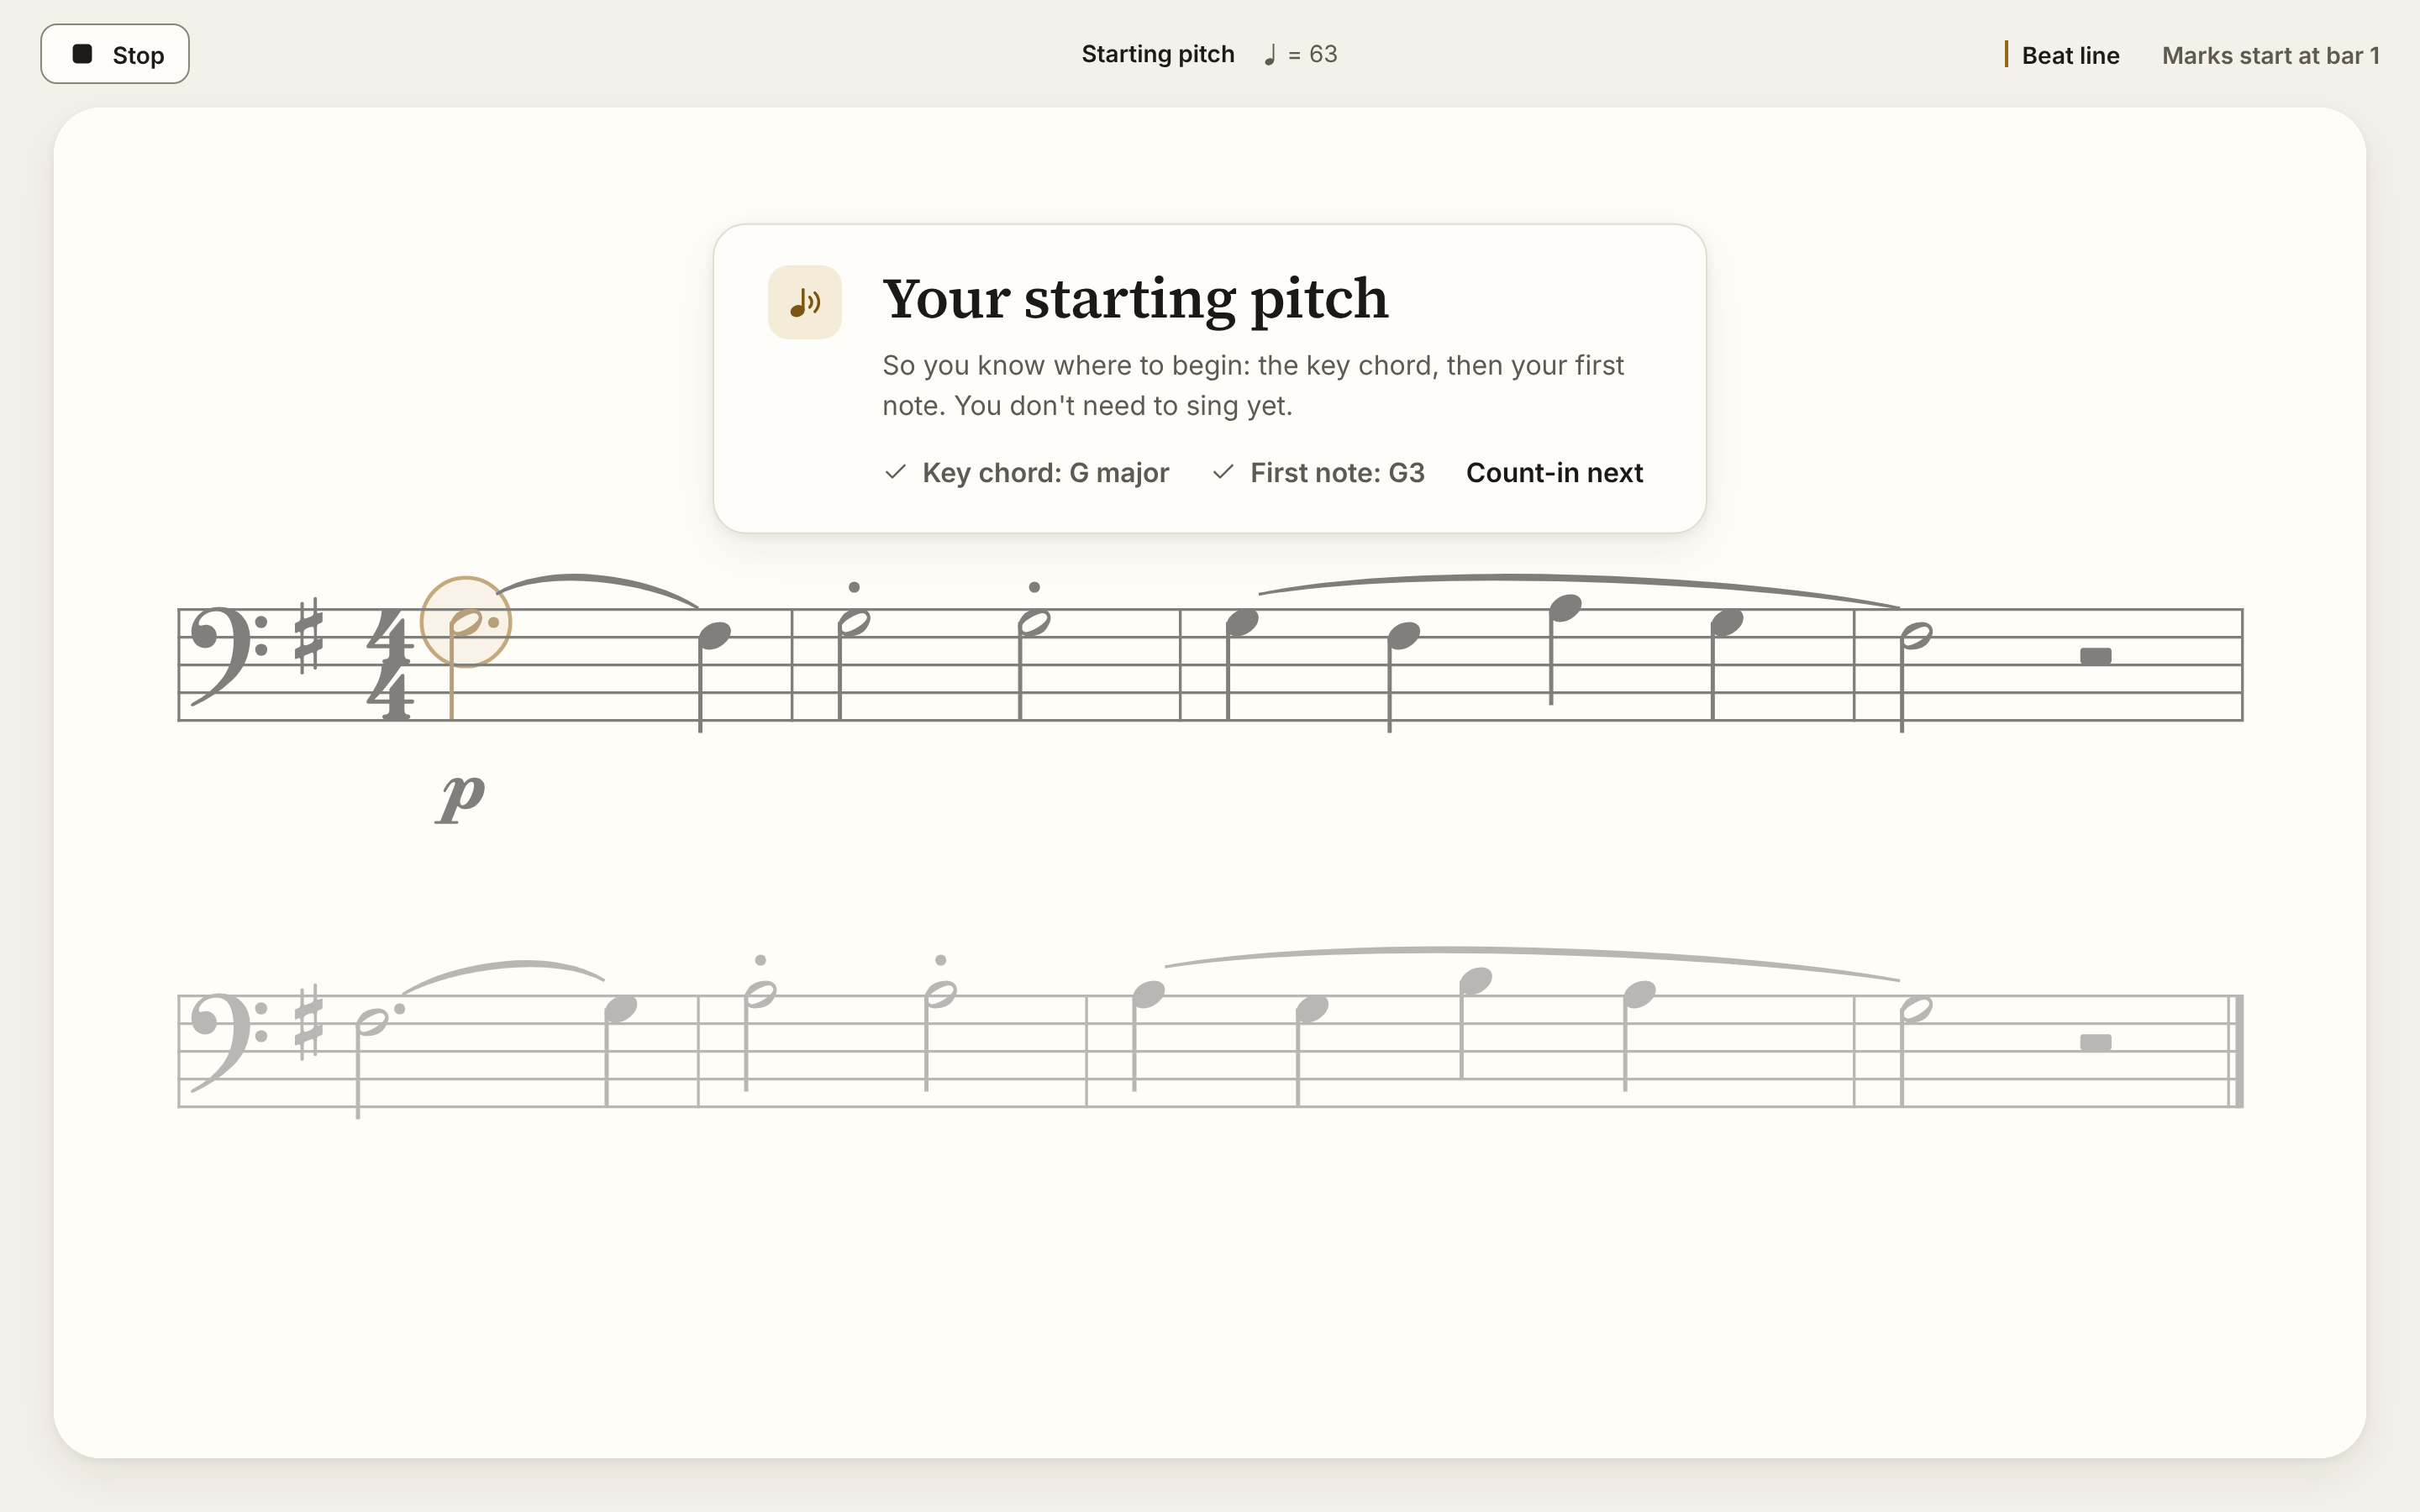 Stop
Starting pitch ♩ = 63
Beat line
Marks start at bar 1
Your starting pitch
So you know where to begin: the key chord, then your first
note. You don't need to sing yet.
Key chord: G major
First note: G3
Count-in next
4
4
p